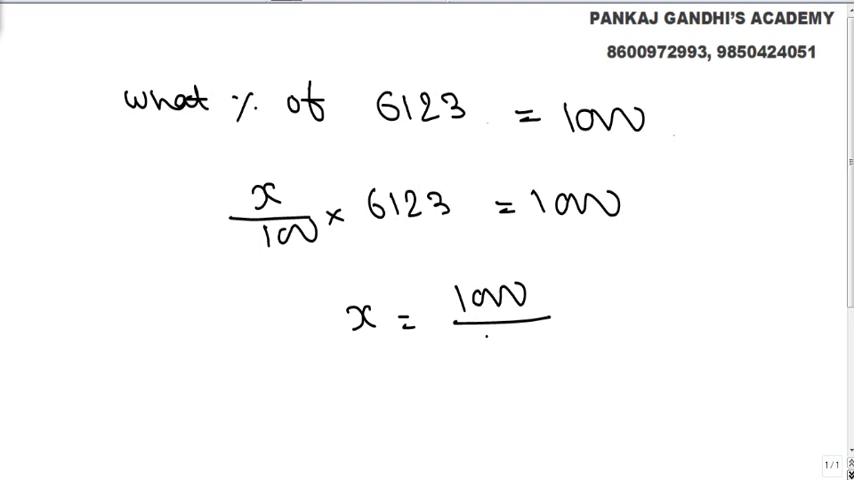 PANKAJ GANDHI'S ACADEMY
8600972993, 9850424051
what % of 6123 = 1000
x
100
× 6123 = 1000
x = 1000
1/1